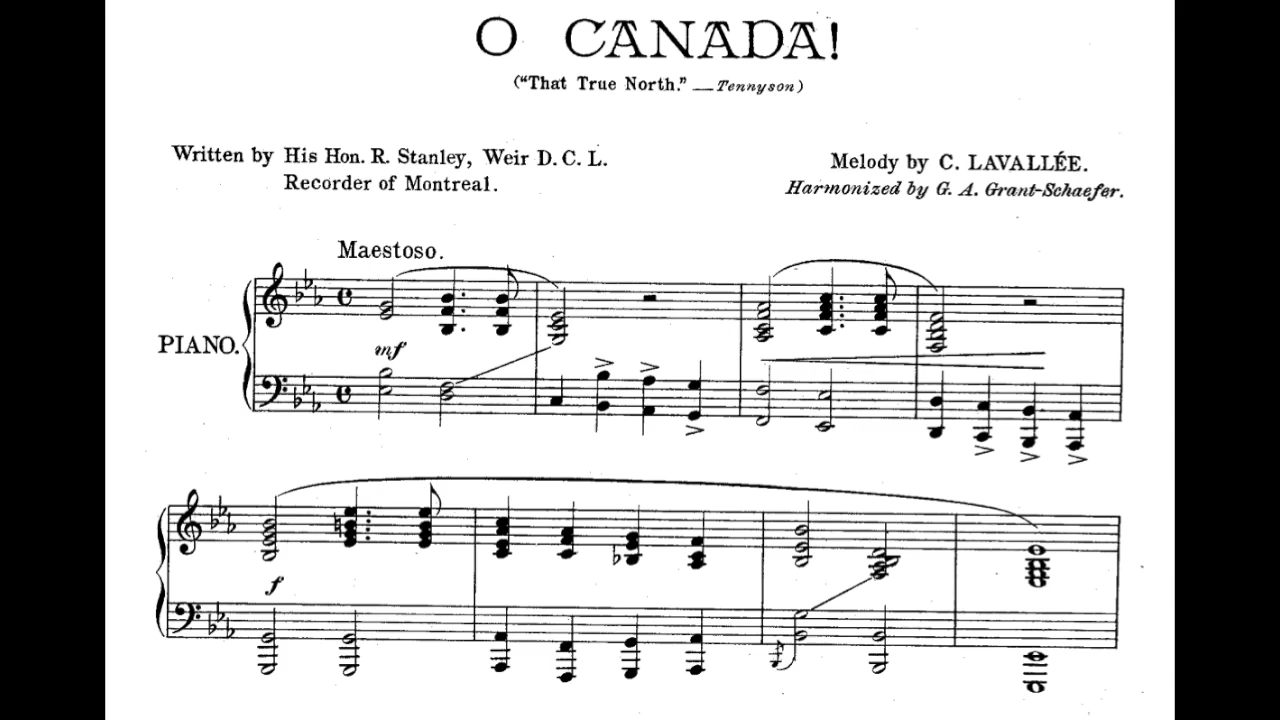 O CANADA!
("That True North." — Tennyson)
Written by His Hon. R. Stanley, Weir D. C. L.
Recorder of Montreal.
Melody by C. LAVALLÉE.
Harmonized by G. A. Grant-Schaefer.
Maestoso.
PIANO.
mf
f